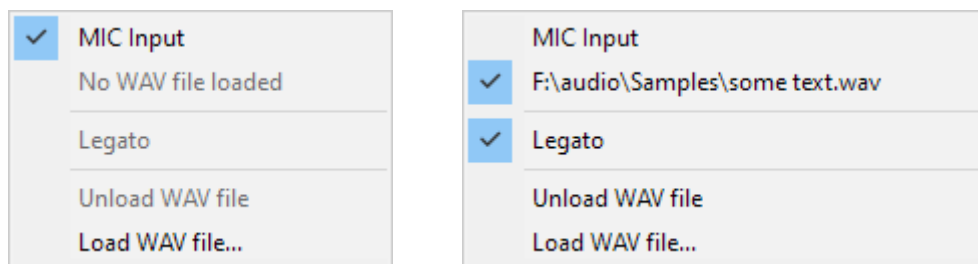 MIC Input
No WAV file loaded
Legato
Unload WAV file
Load WAV file...
MIC Input
F:\audio\Samples\some text.wav
Legato
Unload WAV file
Load WAV file...